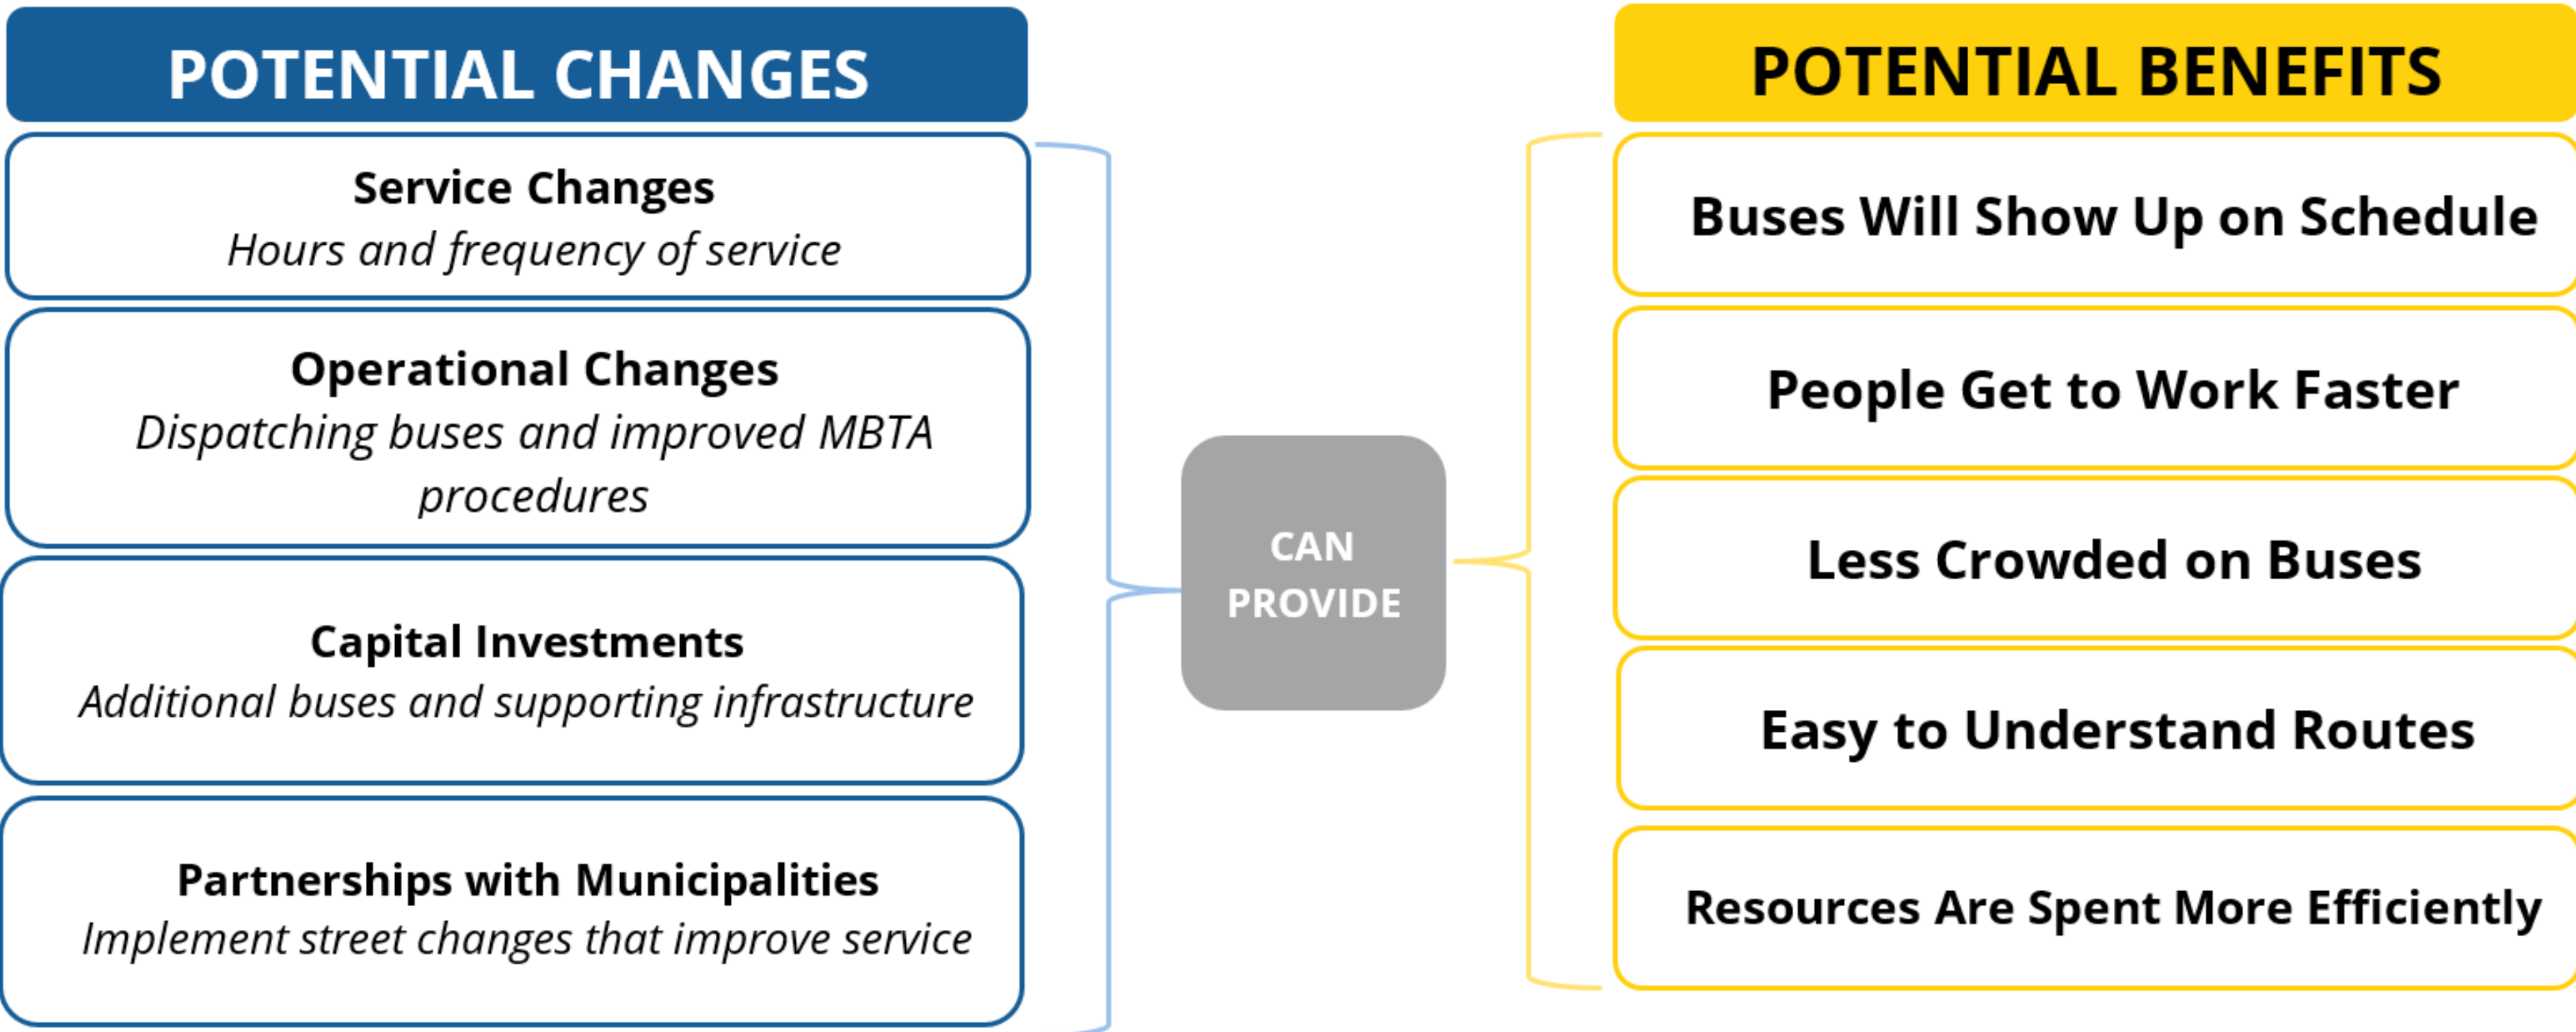 POTENTIAL CHANGES
Service Changes
Hours and frequency of service
Operational Changes
Dispatching buses and improved MBTA
procedures
Capital Investments
Additional buses and supporting infrastructure
Partnerships with Municipalities
Implement street changes that improve service
CAN
PROVIDE
POTENTIAL BENEFITS
Buses Will Show Up on Schedule
People Get to Work Faster
Less Crowded on Buses
Easy to Understand Routes
Resources Are Spent More Efficiently